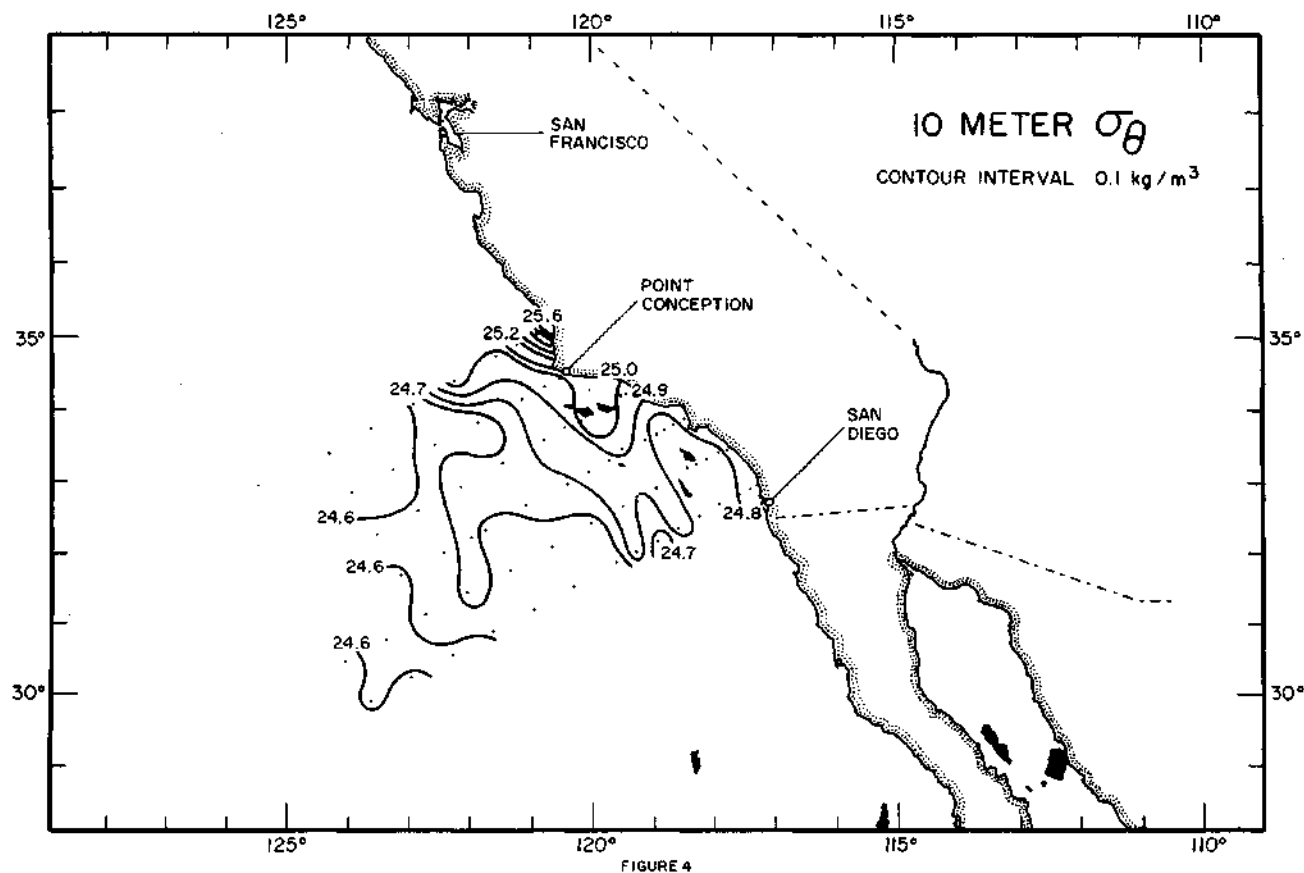 125° 120° 115° 110°
10 METER σθ
CONTOUR INTERVAL 0.1 kg/m³
SAN
FRANCISCO
POINT
CONCEPTION
35° 35°
25.6
25.2
25.0
24.9
24.7
SAN
DIEGO
24.8
24.6
24.7
24.6
24.6
30° 30°
125° 120° 115° 110°
FIGURE 4